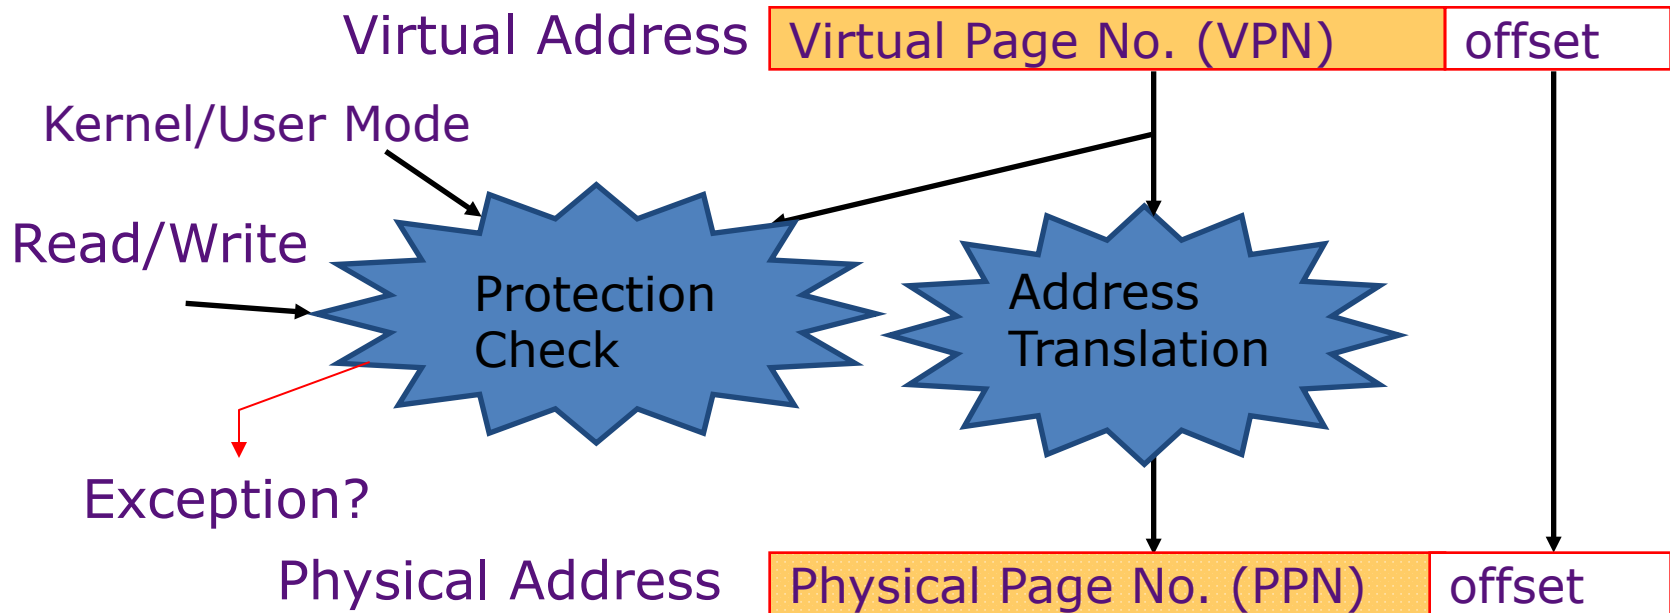 Virtual Address
Virtual Page No. (VPN)
offset
Kernel/User Mode
Read/Write
Protection
Check
Address
Translation
Exception?
Physical Address
Physical Page No. (PPN)
offset